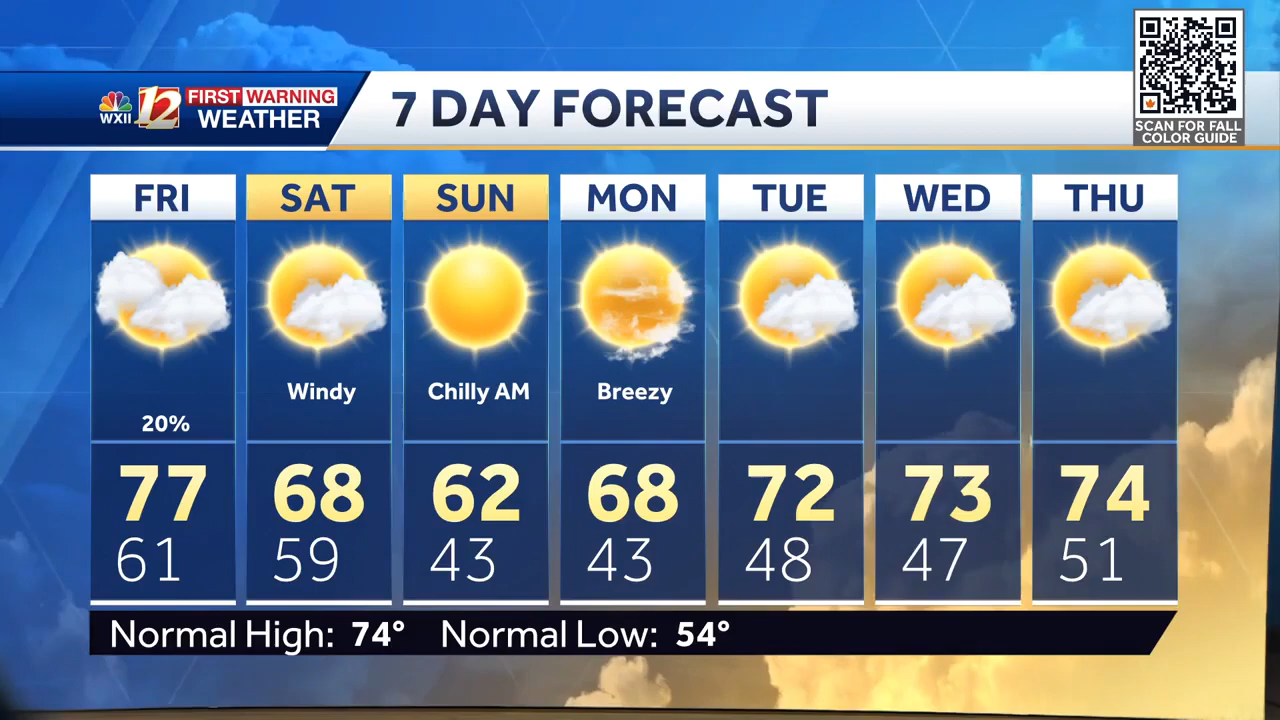 WXII 12 FIRST WARNING
WEATHER
7 DAY FORECAST
SCAN FOR FALL
COLOR GUIDE
FRI SAT SUN MON TUE WED THU
Windy Chilly AM Breezy
20%
77 68 62 68 72 73 74
61 59 43 43 48 47 51
Normal High: 74° Normal Low: 54°